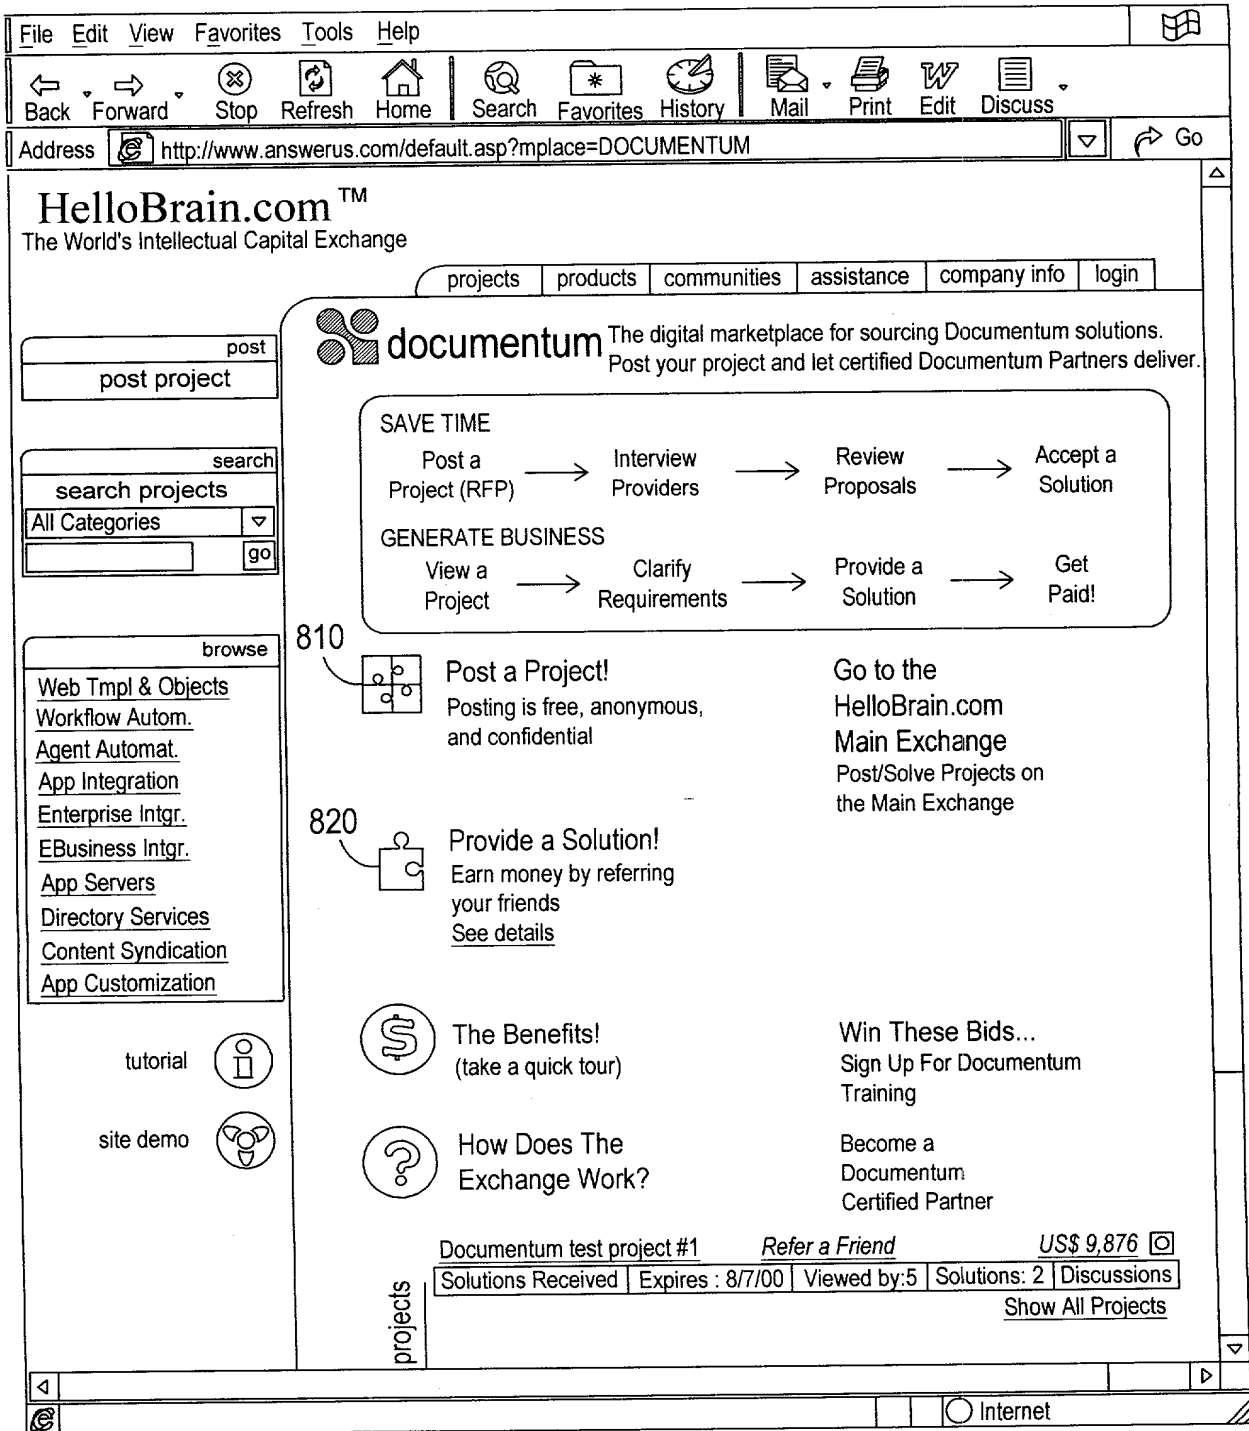 File Edit View Favorites Tools Help
Back Forward Stop Refresh Home Search Favorites History Mail Print Edit Discuss
Address http://www.answerus.com/default.asp?mplace=DOCUMENTUM Go
HelloBrain.com™
The World's Intellectual Capital Exchange
projects products communities assistance company info login
post
post project
search
search projects
All Categories
go
browse
Web Tmpl & Objects
Workflow Autom.
Agent Automat.
App Integration
Enterprise Intgr.
EBusiness Intgr.
App Servers
Directory Services
Content Syndication
App Customization
tutorial
site demo
documentum
The digital marketplace for sourcing Documentum solutions.
Post your project and let certified Documentum Partners deliver.
SAVE TIME
Post a
Project (RFP)
Interview
Providers
Review
Proposals
Accept a
Solution
GENERATE BUSINESS
View a
Project
Clarify
Requirements
Provide a
Solution
Get
Paid!
810
Post a Project!
Posting is free, anonymous,
and confidential
Go to the
HelloBrain.com
Main Exchange
Post/Solve Projects on
the Main Exchange
820
Provide a Solution!
Earn money by referring
your friends
See details
$
The Benefits!
(take a quick tour)
Win These Bids...
Sign Up For Documentum
Training
?
How Does The
Exchange Work?
Become a
Documentum
Certified Partner
projects
Documentum test project #1 Refer a Friend US$ 9,876
Solutions Received Expires : 8/7/00 Viewed by:5 Solutions: 2 Discussions
Show All Projects
Internet